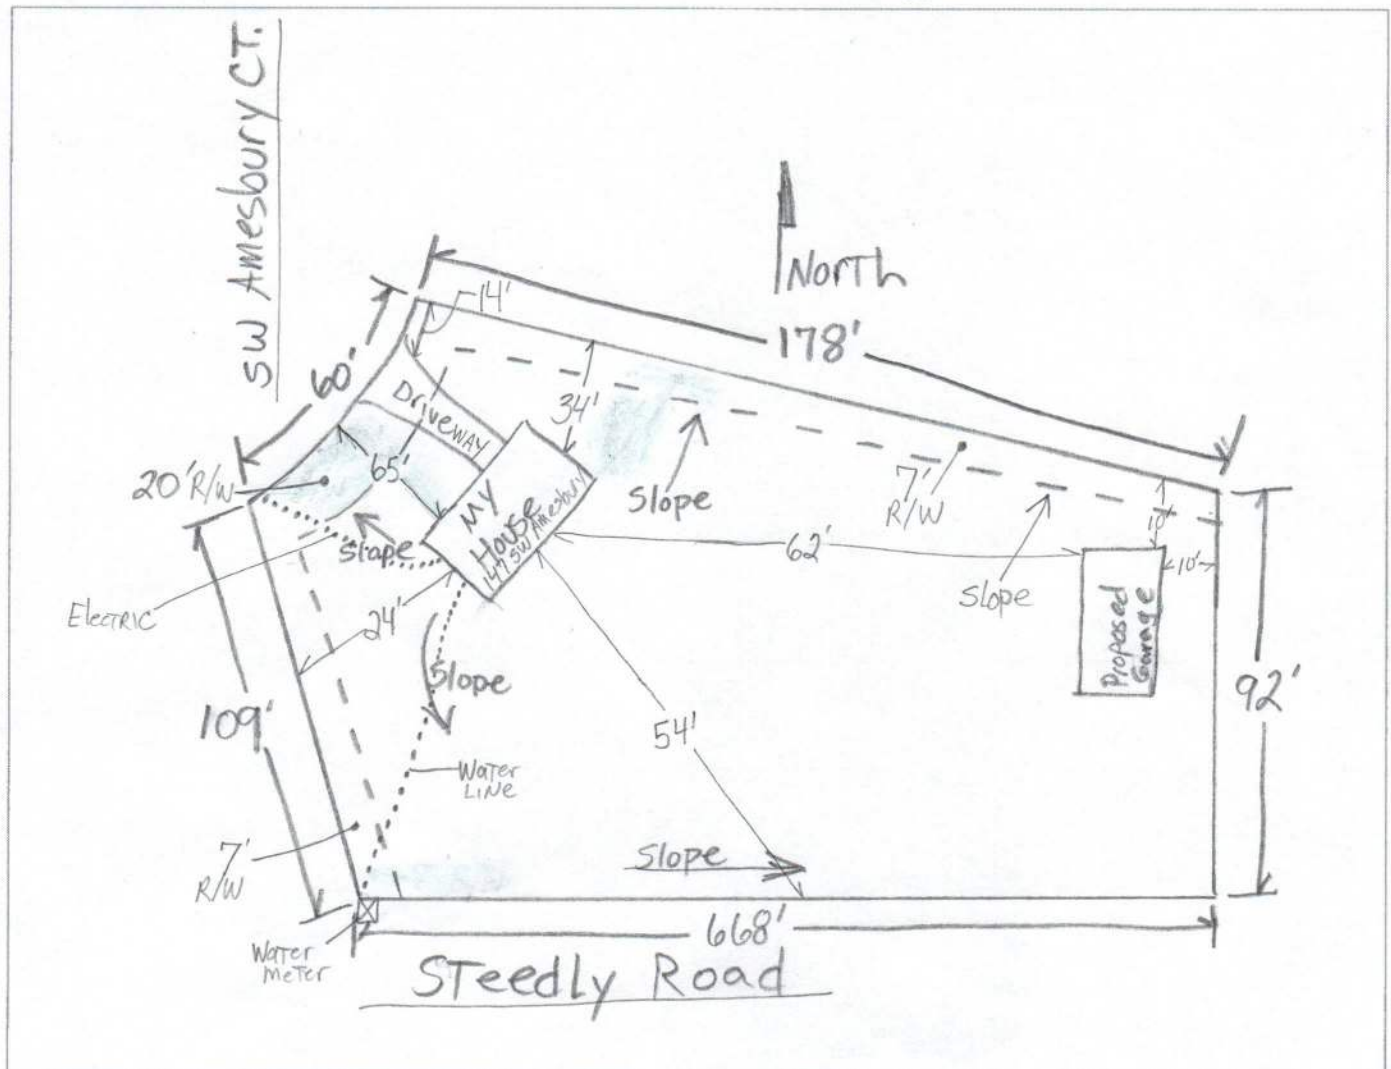 SW Amesbury CT.
North
14'
178'
60'
Driveway
34'
20' R/W
65'
My
House
147 SW Amesbury
Slope
7'
R/W
10'
10'
62'
Slope
Slope
Electric
24'
Proposed
Garage
Slope
109'
92'
54'
Water
Line
Slope
7'
R/W
668'
Water
meter
Steedly Road